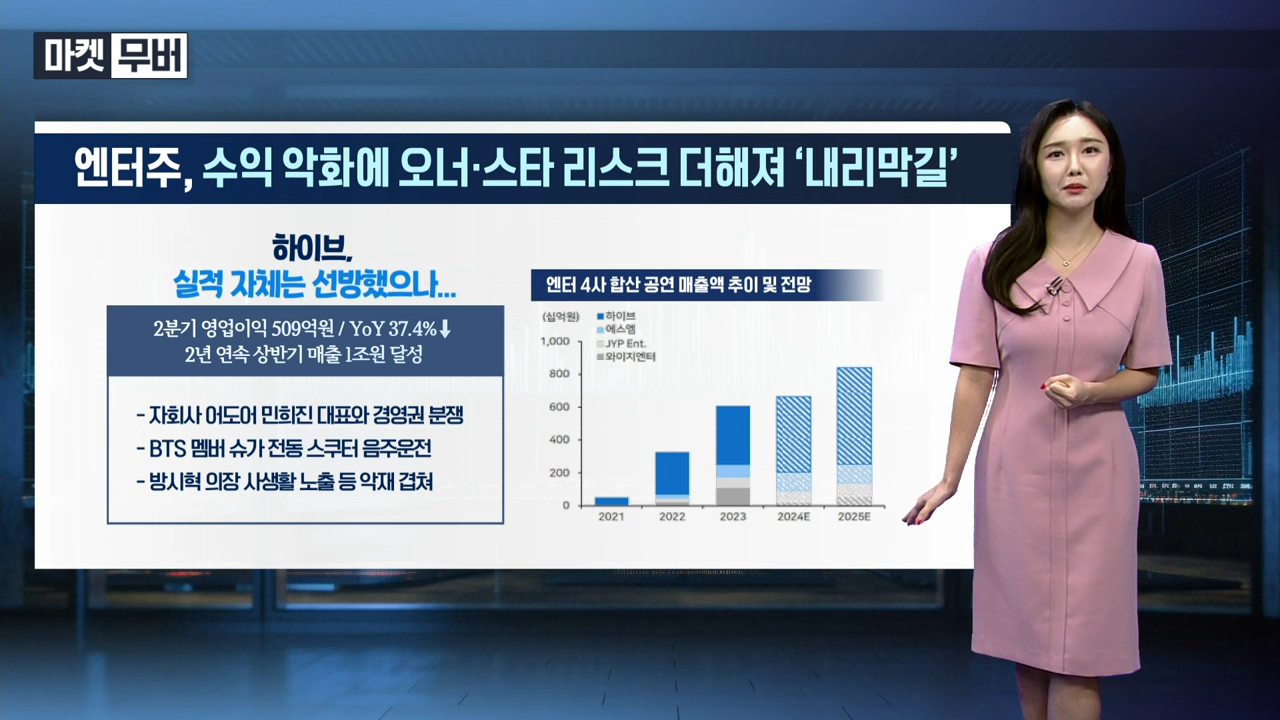 마켓 무버
엔터주, 수익 악화에 오너·스타 리스크 더해져 ‘내리막길’
하이브,
실적 자체는 선방했으나...
2분기 영업이익 509억원 / YoY 37.4%⬇
2년 연속 상반기 매출 1조원 달성
- 자회사 어도어 민희진 대표와 경영권 분쟁
- BTS 멤버 슈가 전동 스쿠터 음주운전
- 방시혁 의장 사생활 노출 등 악재 겹쳐
엔터 4사 합산 공연 매출액 추이 및 전망
(십억원)
하이브
에스엠
JYP Ent.
와이지엔터
1,000
800
600
400
200
0
2021 2022 2023 2024E 2025E